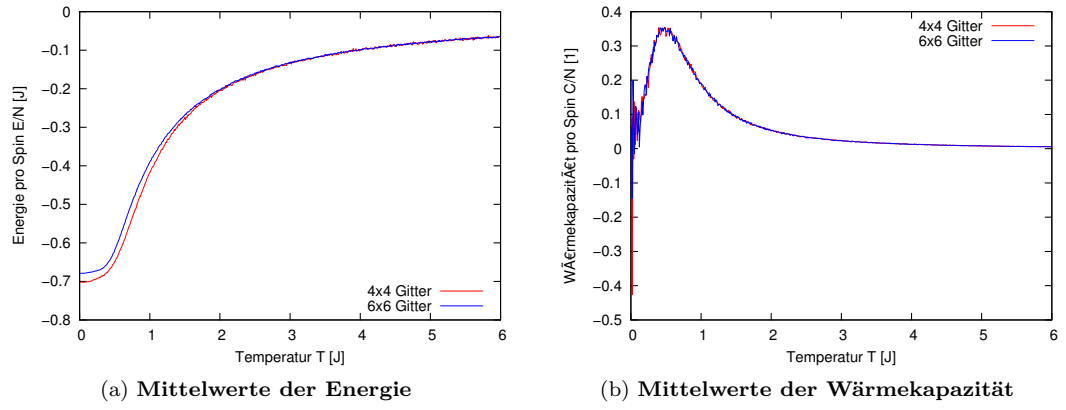 0
-0.1
-0.2
-0.3
-0.4
-0.5
-0.6
-0.7
-0.8
0 1 2 3 4 5 6
Energie pro Spin E/N [J]
Temperatur T [J]
4x4 Gitter
6x6 Gitter
(a) Mittelwerte der Energie
0.4
0.3
0.2
0.1
0
-0.1
-0.2
-0.3
-0.4
-0.5
0 1 2 3 4 5 6
WÃ€rmekapazitÃ€t pro Spin C/N [1]
Temperatur T [J]
4x4 Gitter
6x6 Gitter
(b) Mittelwerte der Wärmekapazität